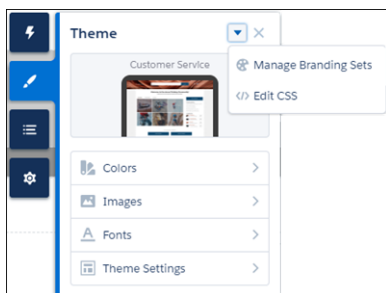 Theme
Customer Service
Manage Branding Sets
</> Edit CSS
Colors
Images
A Fonts
Theme Settings